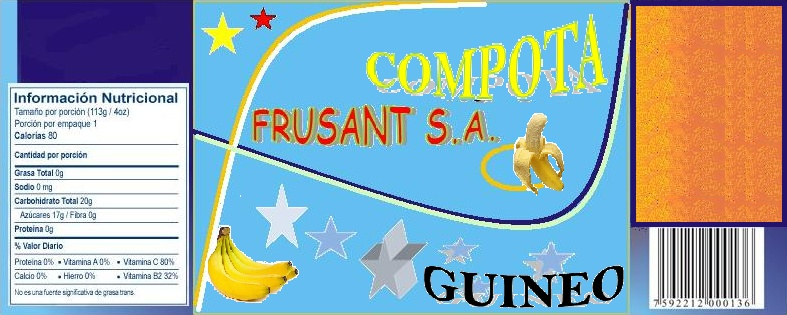 Información Nutricional
Tamaño por porción (113g / 4oz)
Porción por empaque 1
Calorías 80
Cantidad por porción
Grasa Total 0g
Sodio 0 mg
Carbohidrato Total 20g
Azúcares 17g / Fibra 0g
Proteína 0g
% Valor Diario
Proteína 0% • Vitamina A 0% • Vitamina C 80%
Calcio 0% • Hierro 0% • Vitamina B2 32%
No es una fuente significativa de grasa trans.
COMPOTA
FRUSANT S.A.
GUINEO
7 592212 000136